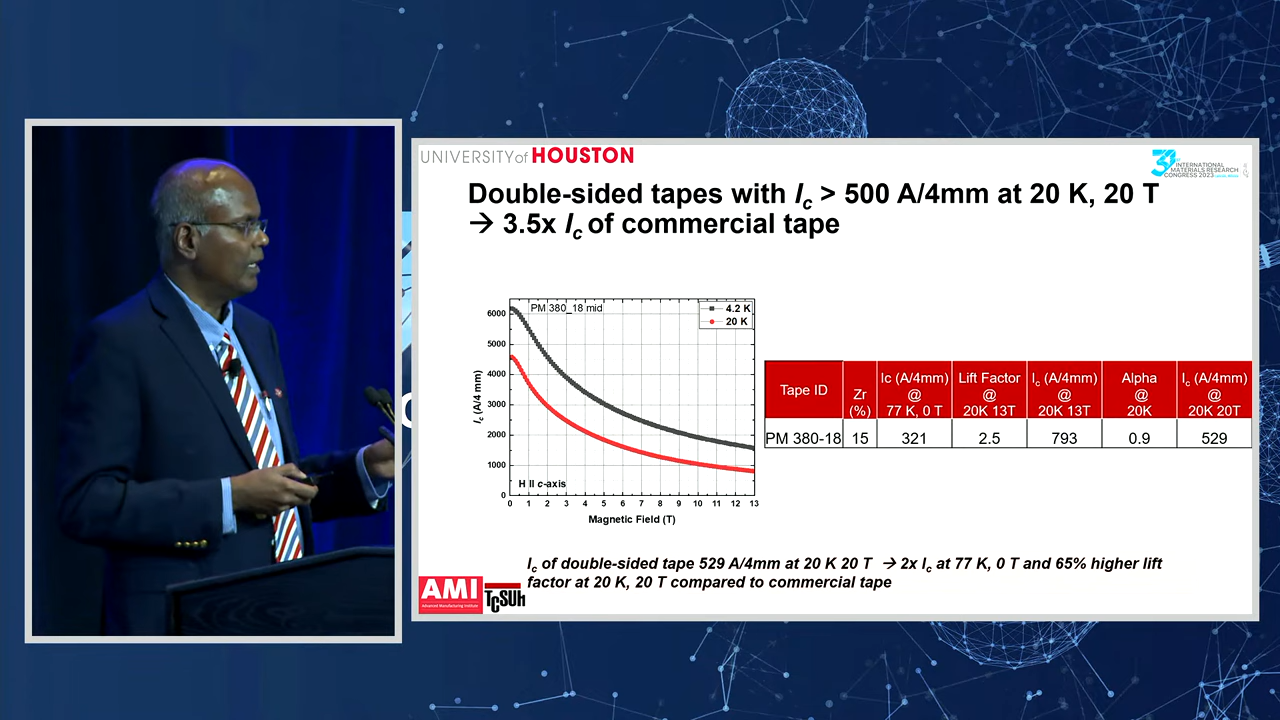 UNIVERSITY of HOUSTON
INTERNATIONAL
MATERIALS RESEARCH
CONGRESS 2023
Double-sided tapes with Ic > 500 A/4mm at 20 K, 20 T
→ 3.5x Ic of commercial tape
PM 380_18 mid
4.2 K
20 K
6000
5000
4000
3000
2000
1000
0
Ic (A/4 mm)
H II c-axis
0 1 2 3 4 5 6 7 8 9 10 11 12 13
Magnetic Field (T)
Tape ID Zr (%) Ic (A/4mm) @ 77 K, 0 T Lift Factor @ 20K 13T Ic (A/4mm) @ 20K 13T Alpha @ 20K Ic (A/4mm) @ 20K 20T
PM 380-18 15 321 2.5 793 0.9 529
Ic of double-sided tape 529 A/4mm at 20 K 20 T → 2x Ic at 77 K, 0 T and 65% higher lift
factor at 20 K, 20 T compared to commercial tape
AMI
Advanced Manufacturing Institute
TCSUH